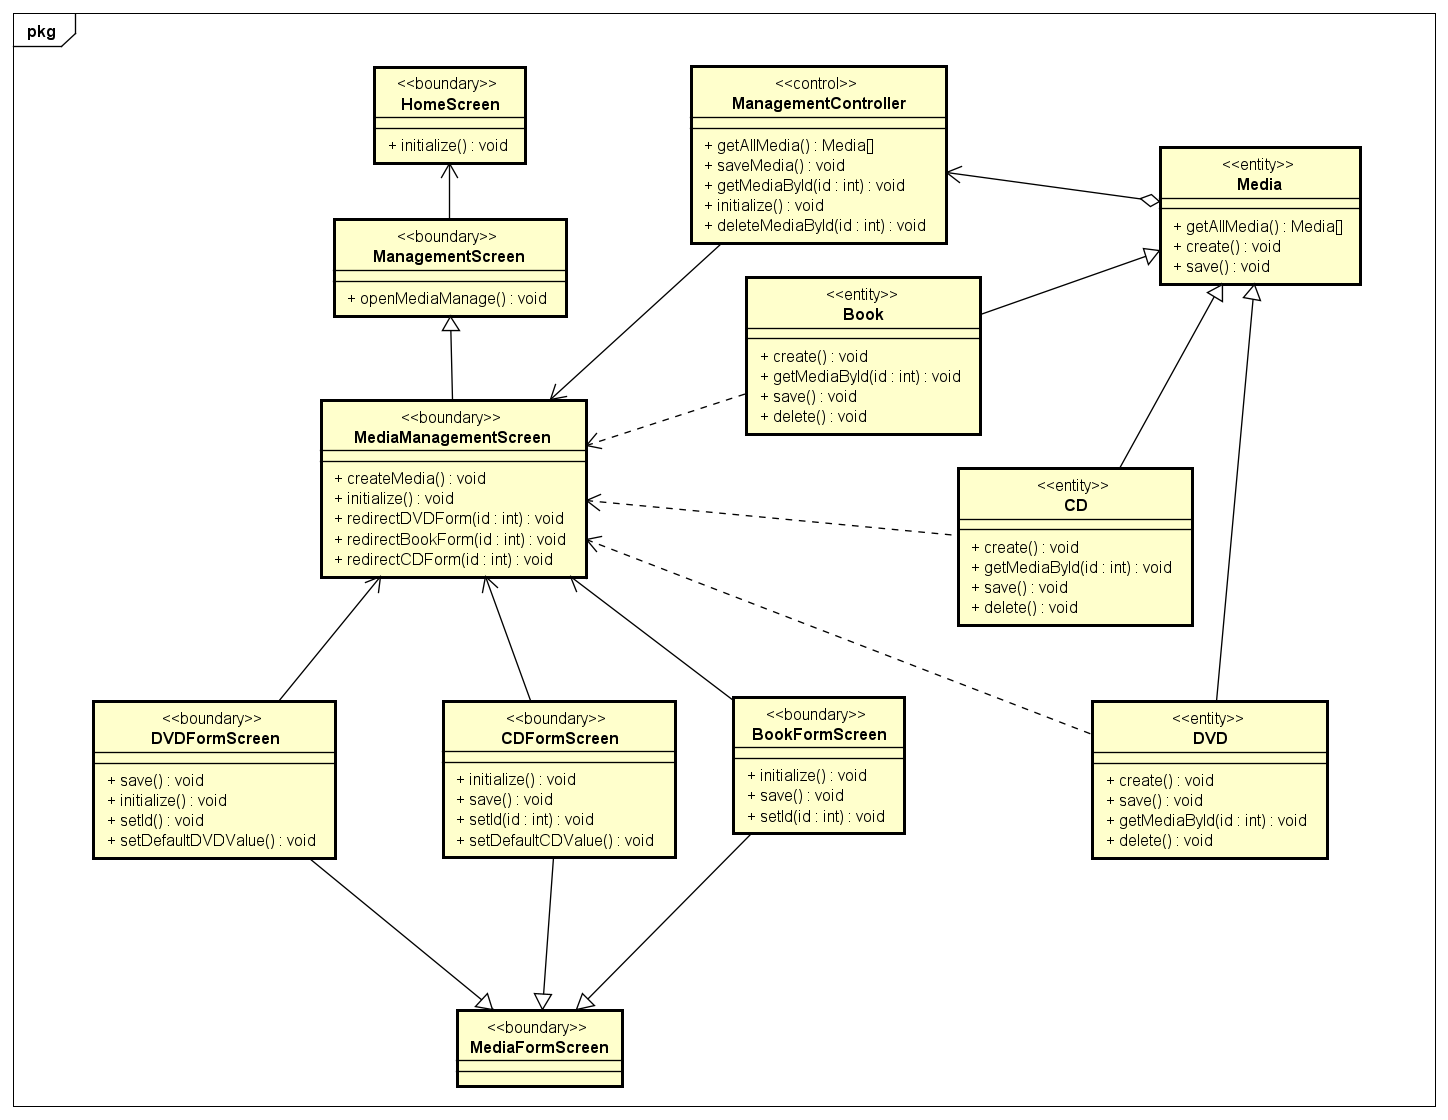 pkg
<<boundary>>
HomeScreen
+ initialize() : void
<<control>>
ManagementController
+ getAllMedia() : Media[]
+ saveMedia() : void
+ getMediaById(id : int) : void
+ initialize() : void
+ deleteMediaById(id : int) : void
<<entity>>
Media
+ getAllMedia() : Media[]
+ create() : void
+ save() : void
<<boundary>>
ManagementScreen
+ openMediaManage() : void
<<entity>>
Book
+ create() : void
+ getMediaById(id : int) : void
+ save() : void
+ delete() : void
<<boundary>>
MediaManagementScreen
+ createMedia() : void
+ initialize() : void
+ redirectDVDForm(id : int) : void
+ redirectBookForm(id : int) : void
+ redirectCDForm(id : int) : void
<<entity>>
CD
+ create() : void
+ getMediaById(id : int) : void
+ save() : void
+ delete() : void
<<boundary>>
DVDFormScreen
+ save() : void
+ initialize() : void
+ setId() : void
+ setDefaultDVDValue() : void
<<boundary>>
CDFormScreen
+ initialize() : void
+ save() : void
+ setId(id : int) : void
+ setDefaultCDValue() : void
<<boundary>>
BookFormScreen
+ initialize() : void
+ save() : void
+ setId(id : int) : void
<<entity>>
DVD
+ create() : void
+ save() : void
+ getMediaById(id : int) : void
+ delete() : void
<<boundary>>
MediaFormScreen